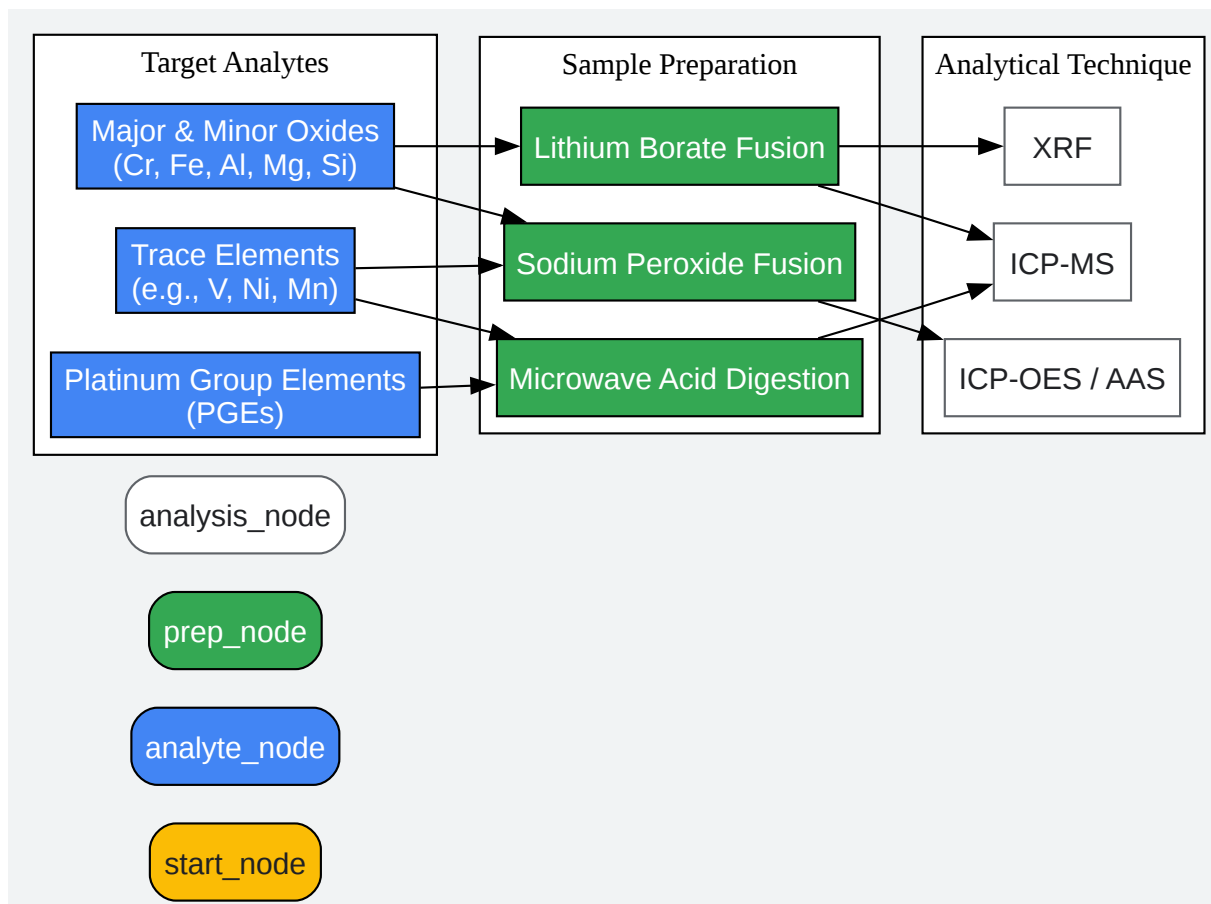 Target Analytes
Major & Minor Oxides
(Cr, Fe, Al, Mg, Si)
Trace Elements
(e.g., V, Ni, Mn)
Platinum Group Elements
(PGEs)
Sample Preparation
Lithium Borate Fusion
Sodium Peroxide Fusion
Microwave Acid Digestion
Analytical Technique
XRF
ICP-MS
ICP-OES / AAS
analysis_node
prep_node
analyte_node
start_node